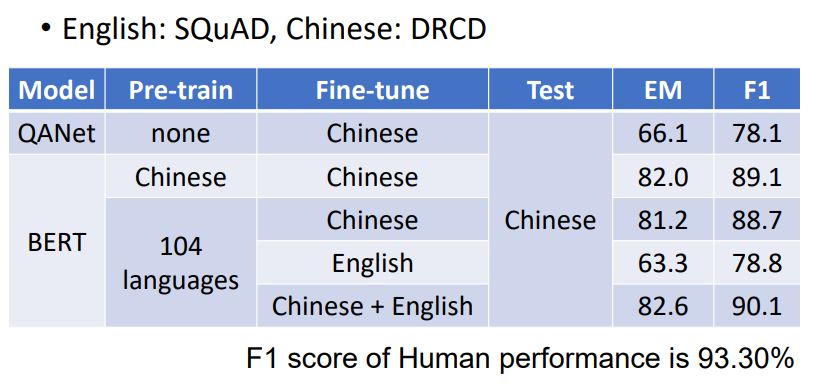 • English: SQuAD, Chinese: DRCD
Model Pre-train Fine-tune Test EM F1
QANet none Chinese 66.1 78.1
Chinese Chinese 82.0 89.1
BERT
104 languages
Chinese 81.2 88.7
Chinese
English 63.3 78.8
Chinese + English 82.6 90.1
F1 score of Human performance is 93.30%